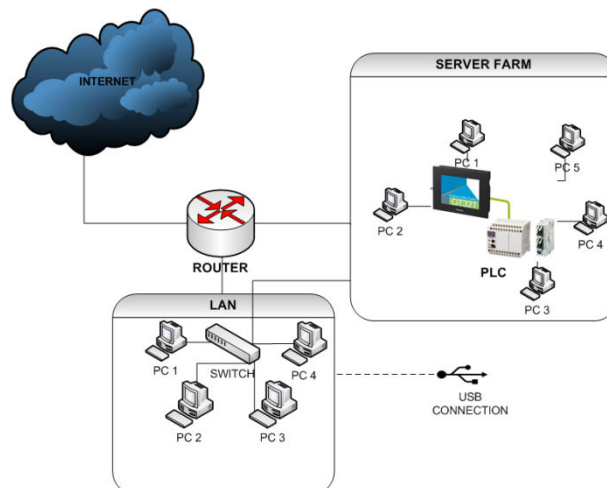 INTERNET
SERVER FARM
PC 1
PC 5
GT32T
PC 2
PC 4
PLC
PC 3
ROUTER
LAN
PC 1
SWITCH
PC 4
PC 2
PC 3
USB
CONNECTION